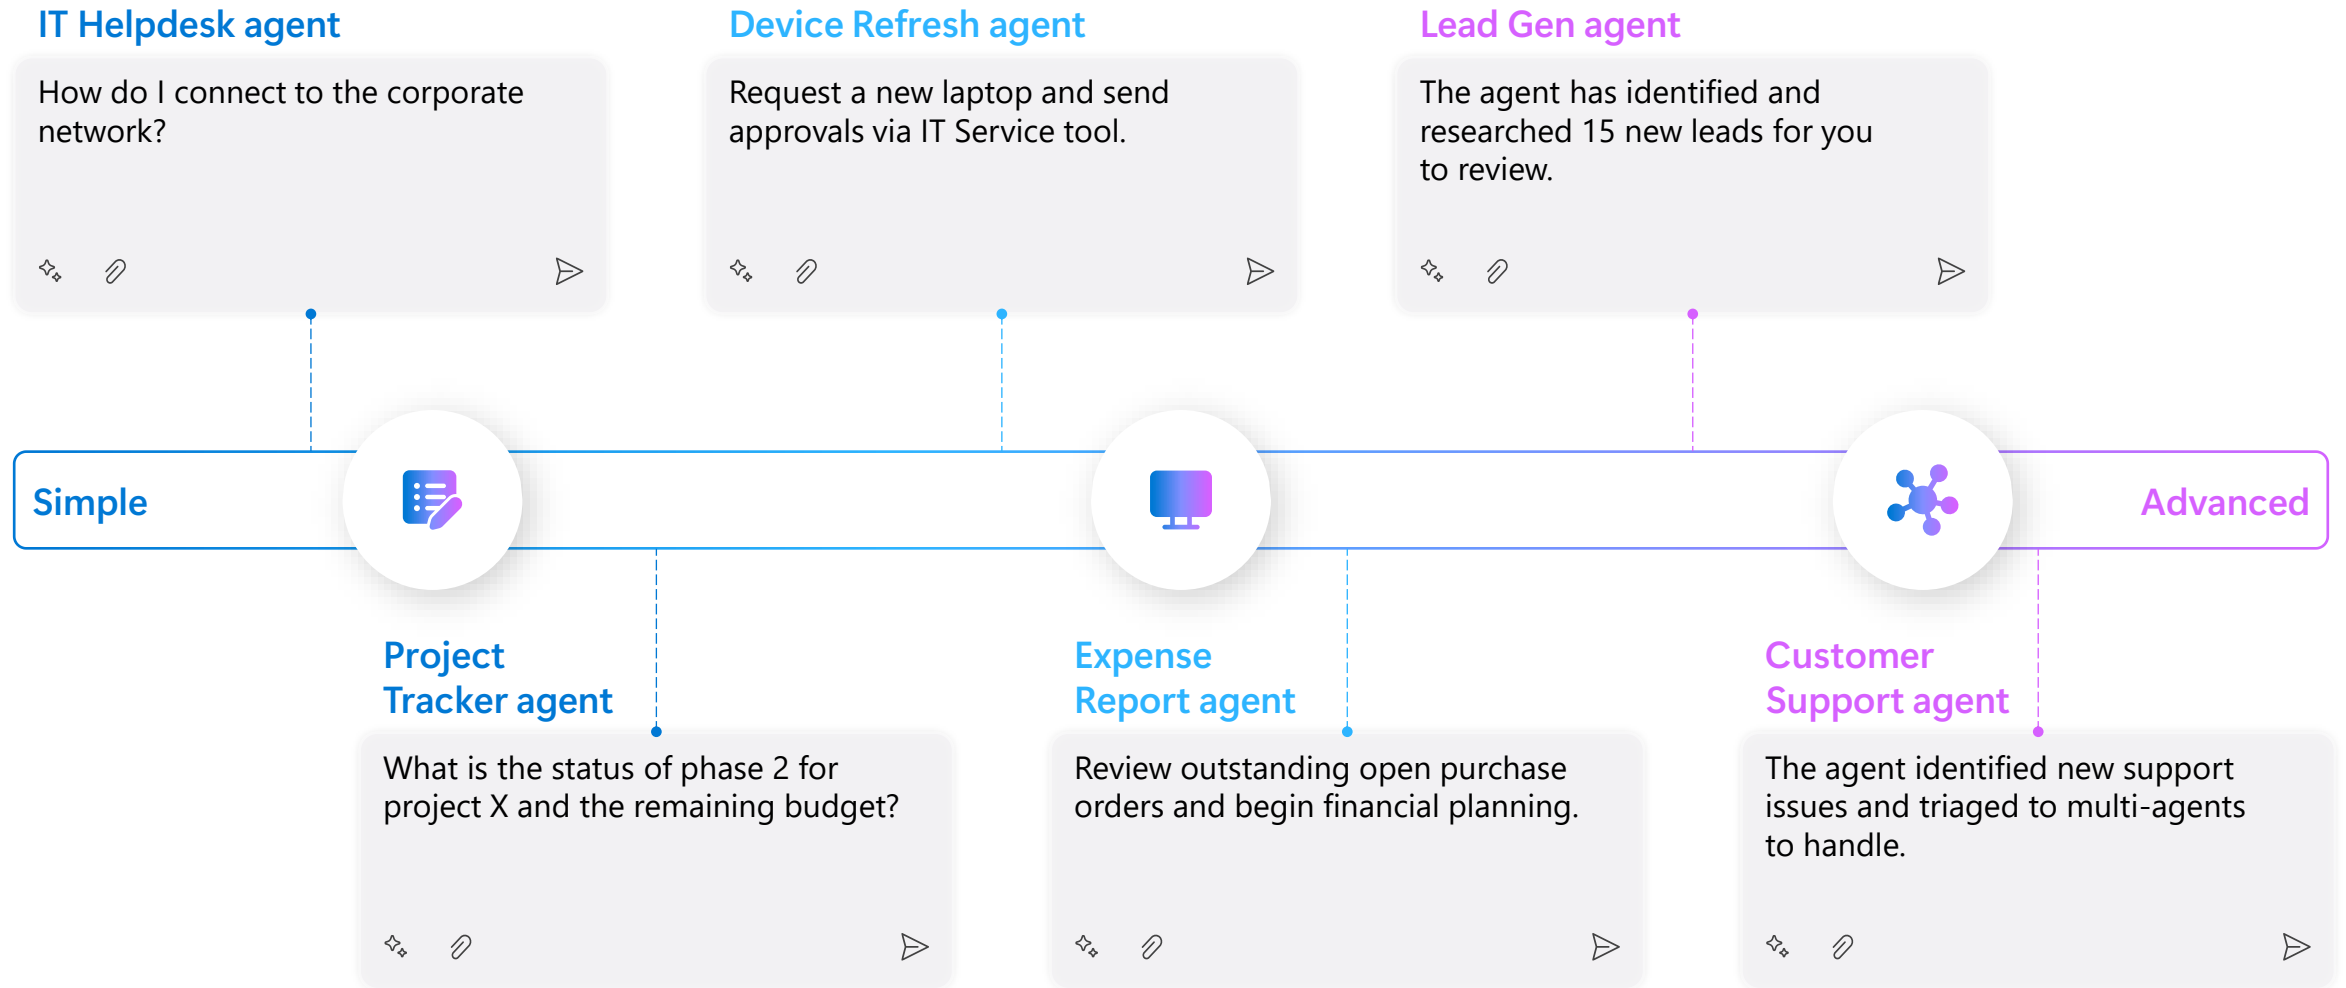 IT Helpdesk agent
How do I connect to the corporate
network?
Device Refresh agent
Request a new laptop and send
approvals via IT Service tool.
Lead Gen agent
The agent has identified and
researched 15 new leads for you
to review.
Simple
Advanced
Project
Tracker agent
What is the status of phase 2 for
project X and the remaining budget?
Expense
Report agent
Review outstanding open purchase
orders and begin financial planning.
Customer
Support agent
The agent identified new support
issues and triaged to multi-agents
to handle.